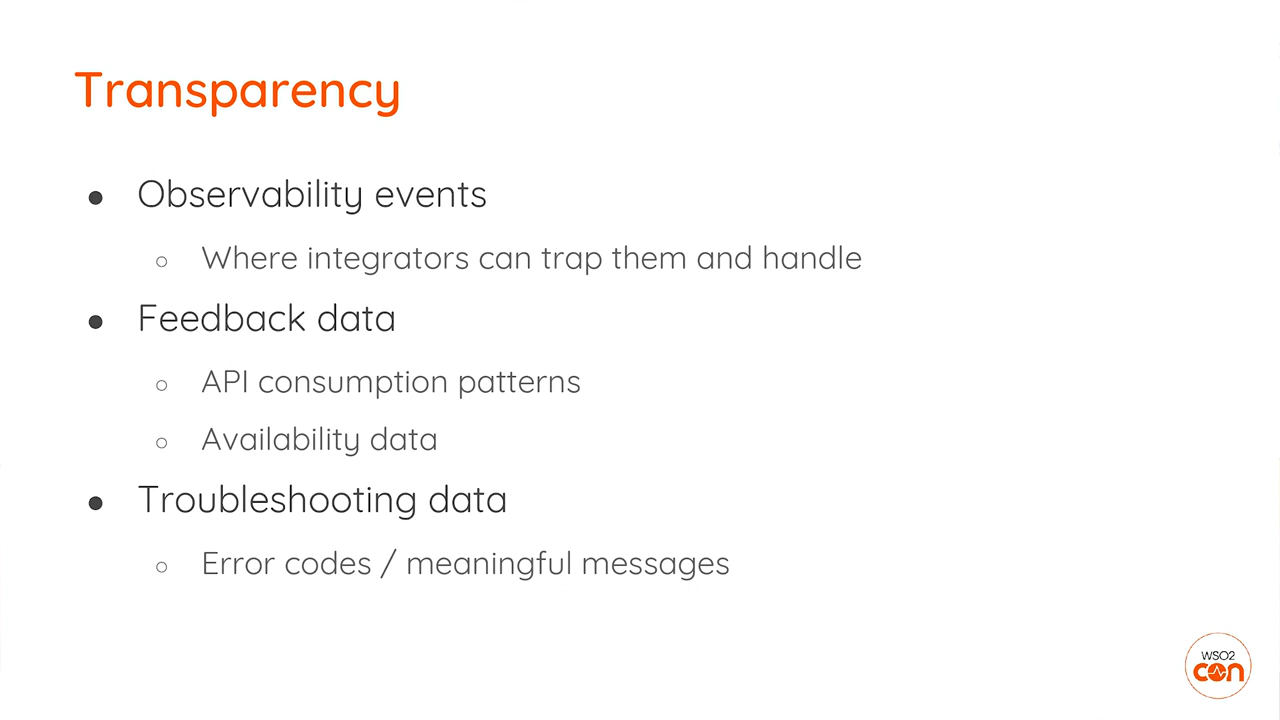 Transparency
● Observability events
○ Where integrators can trap them and handle
● Feedback data
○ API consumption patterns
○ Availability data
● Troubleshooting data
○ Error codes / meaningful messages
WSO2
con